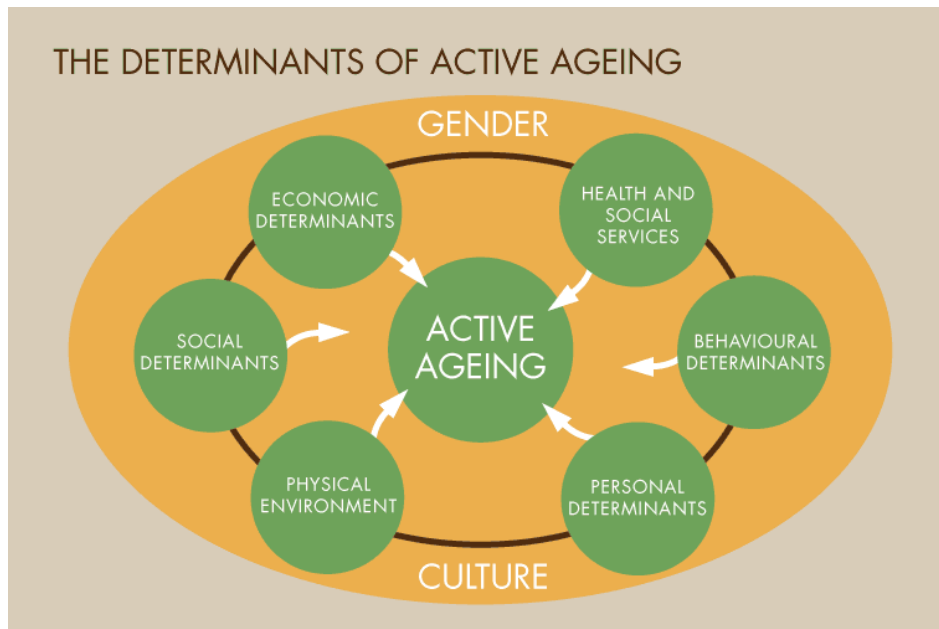 THE DETERMINANTS OF ACTIVE AGEING
GENDER
ECONOMIC
DETERMINANTS
HEALTH AND
SOCIAL
SERVICES
SOCIAL
DETERMINANTS
ACTIVE
AGEING
BEHAVIOURAL
DETERMINANTS
PHYSICAL
ENVIRONMENT
PERSONAL
DETERMINANTS
CULTURE